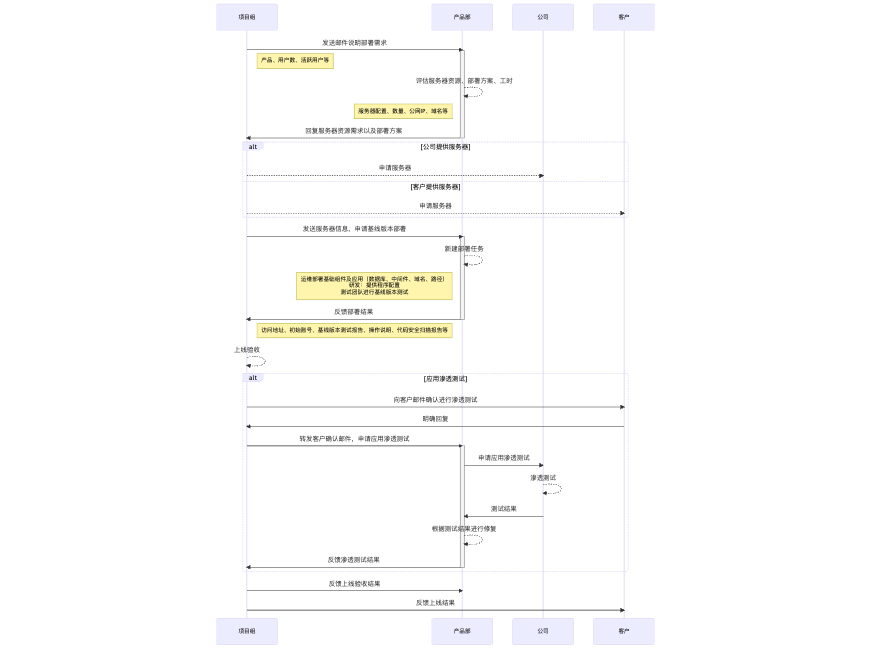 项目组 产品部 公司 客户
发送邮件说明部署需求
产品、用户数、活跃用户等
评估服务器资源、部署方案、工时
服务器配置、数量、公网IP、域名等
回复服务器资源需求以及部署方案
alt [公司提供服务器]
申请服务器
[客户提供服务器]
申请服务器
发送服务器信息，申请基线版本部署
新建部署任务
运维部署基础组件及应用（数据库、中间件、域名、路径）
研发：提供程序配置
测试团队进行基线版本测试
反馈部署结果
访问地址、初始账号、基线版本测试报告、操作说明、代码安全扫描报告等
上线验收
alt [应用渗透测试]
向客户邮件确认进行渗透测试
明确回复
转发客户确认邮件，申请应用渗透测试
申请应用渗透测试
渗透测试
测试结果
根据测试结果进行修复
反馈渗透测试结果
反馈上线验收结果
反馈上线结果
项目组 产品部 公司 客户